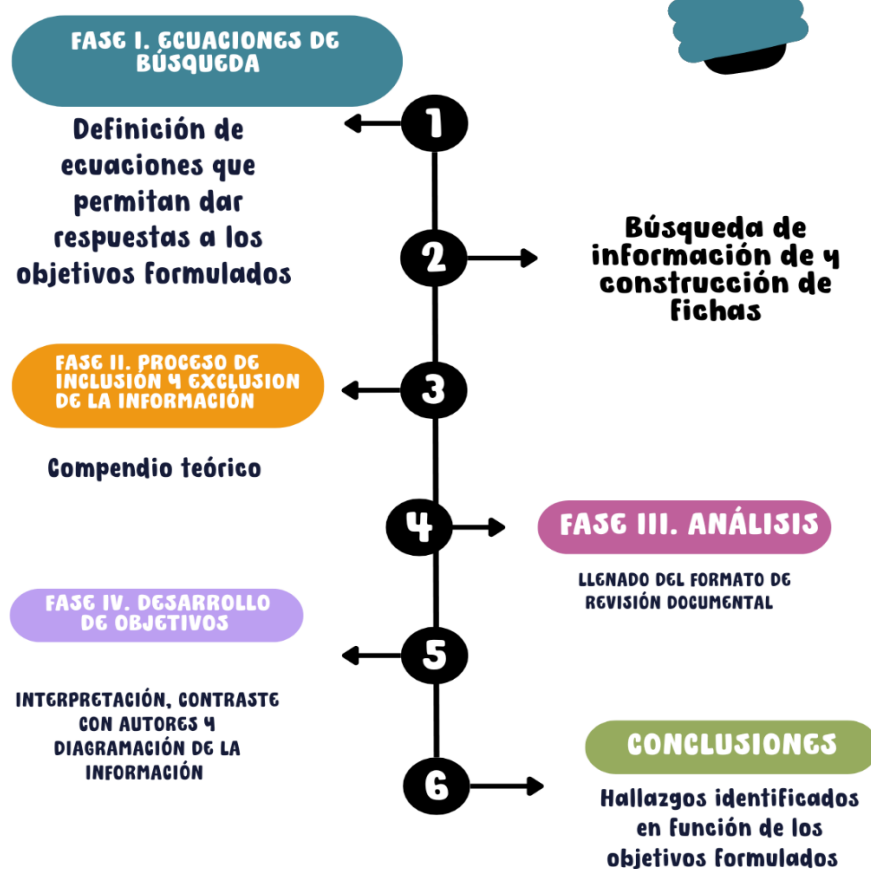 FASE I. ECUACIONES DE
BÚSQUEDA
1
Definición de
ecuaciones que
permitan dar
respuestas a los
objetivos formulados
2
Búsqueda de
información de y
construcción de
fichas
FASE II. PROCESO DE
INCLUSIÓN Y EXCLUSION
DE LA INFORMACIÓN
3
Compendio teórico
4
FASE III. ANÁLISIS
LLENADO DEL FORMATO DE
REVISIÓN DOCUMENTAL
FASE IV. DESARROLLO
DE OBJETIVOS
5
INTERPRETACIÓN, CONTRASTE
CON AUTORES Y
DIAGRAMACIÓN DE LA
INFORMACIÓN
6
CONCLUSIONES
Hallazgos identificados
en función de los
objetivos formulados